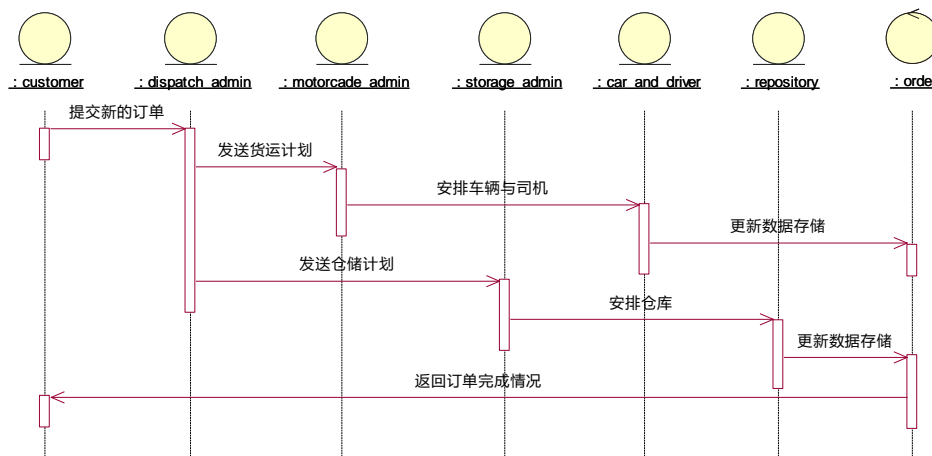 : customer
: dispatch_admin
: motorcade_admin
: storage_admin
: car_and_driver
: repository
: orde
提交新的订单
发送货运计划
安排车辆与司机
更新数据存储
发送仓储计划
安排仓库
更新数据存储
返回订单完成情况